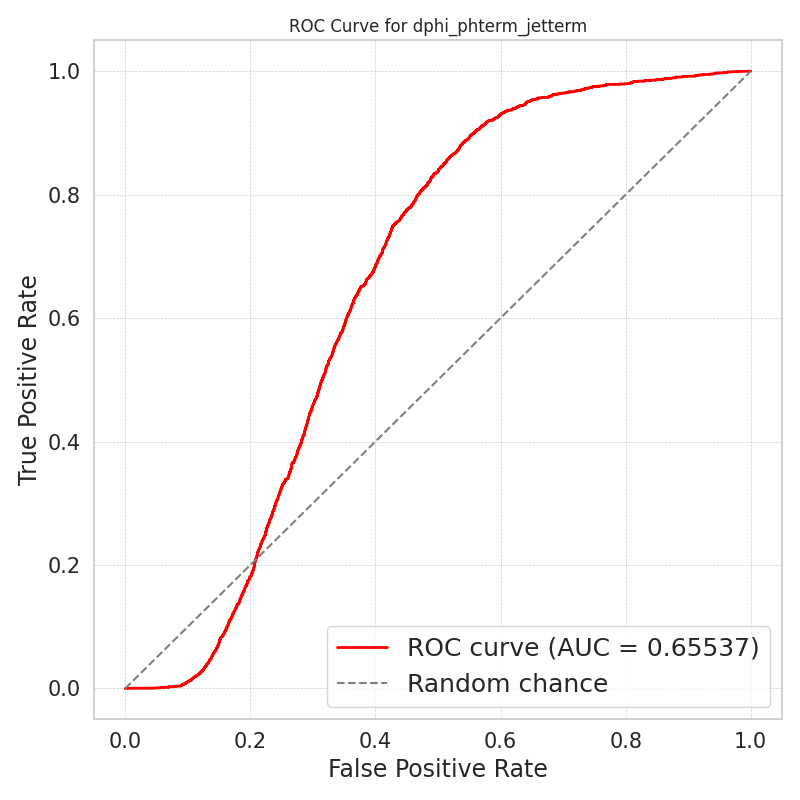 ROC Curve for dphi_phterm_jetterm
True Positive Rate
1.0
0.8
0.6
0.4
0.2
0.0
ROC curve (AUC = 0.65537)
Random chance
0.0 0.2 0.4 0.6 0.8 1.0
False Positive Rate